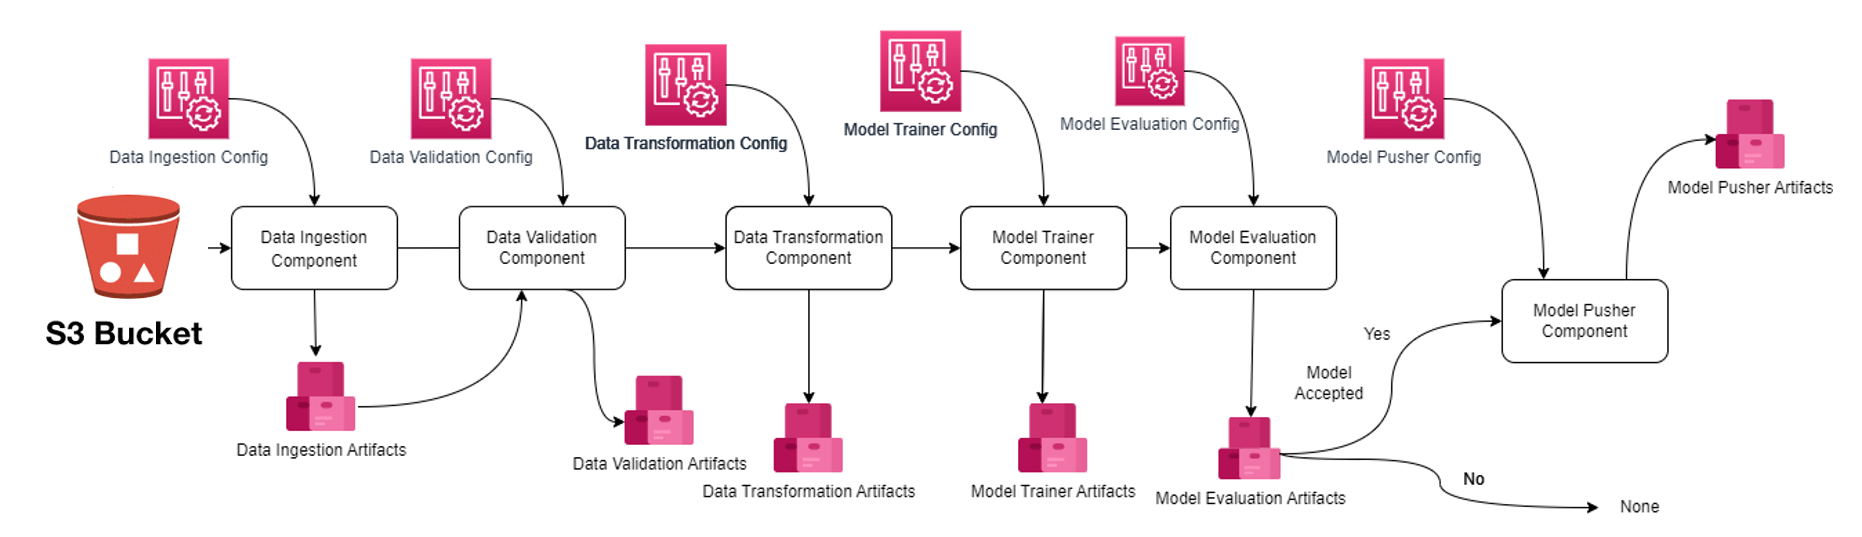 Data Ingestion Config
Data Validation Config
Data Transformation Config
Model Trainer Config
Model Evaluation Config
Model Pusher Config
Model Pusher Artifacts
S3 Bucket
Data Ingestion
Component
Data Validation
Component
Data Transformation
Component
Model Trainer
Component
Model Evaluation
Component
Model Pusher
Component
Yes
Model
Accepted
No
None
Data Ingestion Artifacts
Data Validation Artifacts
Data Transformation Artifacts
Model Trainer Artifacts
Model Evaluation Artifacts